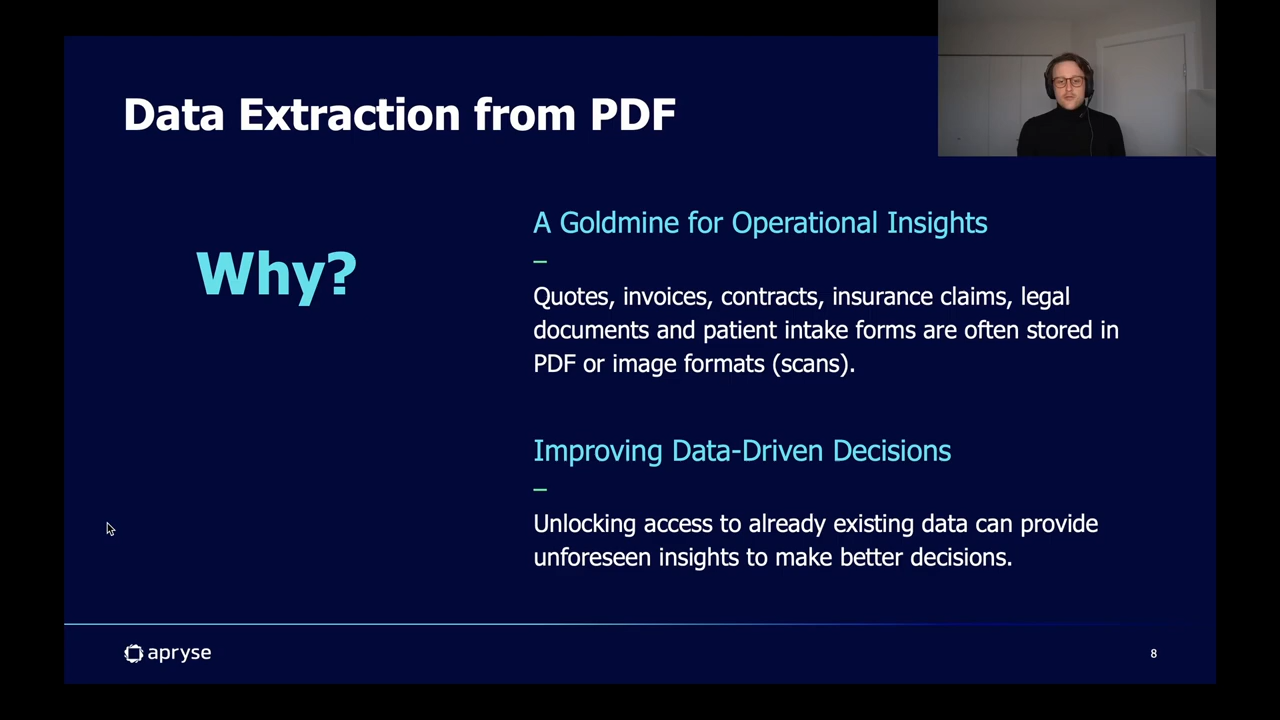 Data Extraction from PDF
Why?
A Goldmine for Operational Insights
–
Quotes, invoices, contracts, insurance claims, legal
documents and patient intake forms are often stored in
PDF or image formats (scans).
Improving Data-Driven Decisions
–
Unlocking access to already existing data can provide
unforeseen insights to make better decisions.
apryse
8